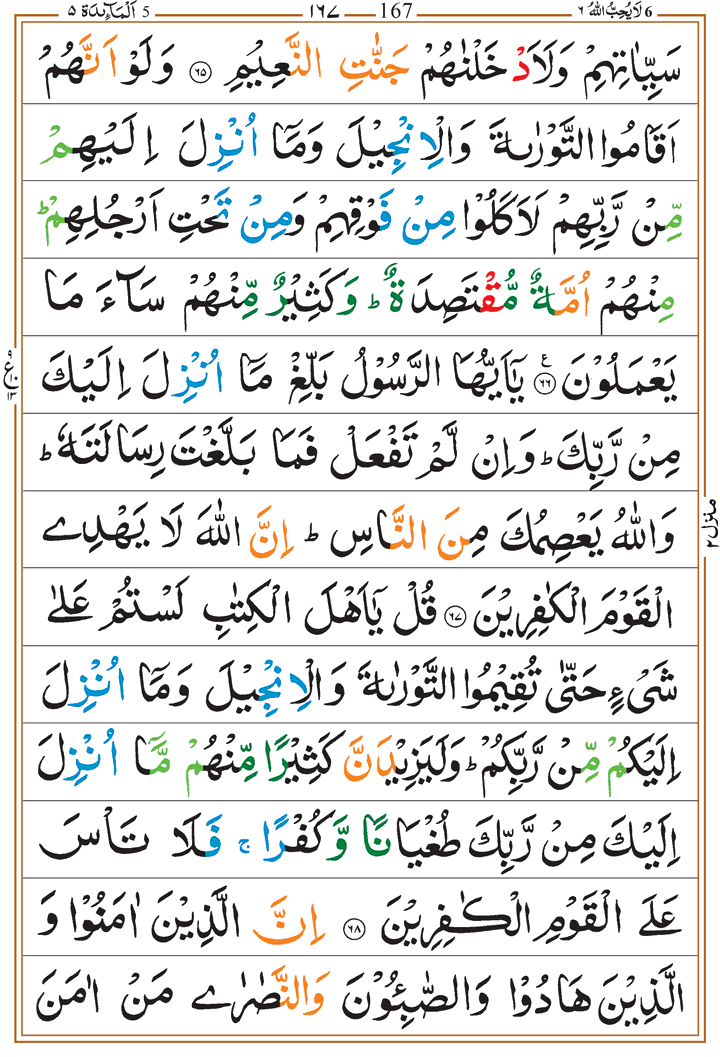 6 لَا يُحِبُّ اللّٰهُ ٦ 167 ١٦٧ 5 اَلْمَآئِدَة ٥
سَيِّاٰتِهِمْ وَلَاَدْخَلْنٰهُمْ جَنّٰتِ النَّعِيْمِ ٦٥ وَلَوْ اَنَّهُمْ
اَقَامُوا التَّوْرٰىةَ وَالْاِنْجِيْلَ وَمَاۤ اُنْزِلَ اِلَيْهِمْ
مِّنْ رَّبِّهِمْ لَاَكَلُوْا مِنْ فَوْقِهِمْ وَمِنْ تَحْتِ اَرْجُلِهِمْ ؕ
مِنْهُمْ اُمَّةٌ مُّقْتَصِدَةٌ ؕ وَكَثِيْرٌ مِّنْهُمْ سَآءَ مَا
يَعْمَلُوْنَ ٦٦ ع يٰۤاَيُّهَا الرَّسُوْلُ بَلِّغْ مَاۤ اُنْزِلَ اِلَيْكَ
ع ١٠ ١٣
مِنْ رَّبِّكَ ؕ وَاِنْ لَّمْ تَفْعَلْ فَمَا بَلَّغْتَ رِسَالَتَهٗ ؕ
وَاللّٰهُ يَعْصِمُكَ مِنَ النَّاسِ ؕ اِنَّ اللّٰهَ لَا يَهْدِى
منزل ٢
الْقَوْمَ الْكٰفِرِيْنَ ٦٧ قُلْ يٰۤاَهْلَ الْكِتٰبِ لَسْتُمْ عَلٰى
شَىْءٍ حَتّٰى تُقِيْمُوا التَّوْرٰىةَ وَالْاِنْجِيْلَ وَمَاۤ اُنْزِلَ
اِلَيْكُمْ مِّنْ رَّبِّكُمْ ؕ وَلَيَزِيْدَنَّ كَثِيْرًا مِّنْهُمْ مَّاۤ اُنْزِلَ
اِلَيْكَ مِنْ رَّبِّكَ طُغْيَانًا وَّكُفْرًا ۚ فَلَا تَاْسَ
عَلَى الْقَوْمِ الْكٰفِرِيْنَ ٦٨ اِنَّ الَّذِيْنَ اٰمَنُوْا وَ
الَّذِيْنَ هَادُوْا وَالصّٰبِئُوْنَ وَالنَّصٰرٰى مَنْ اٰمَنَ